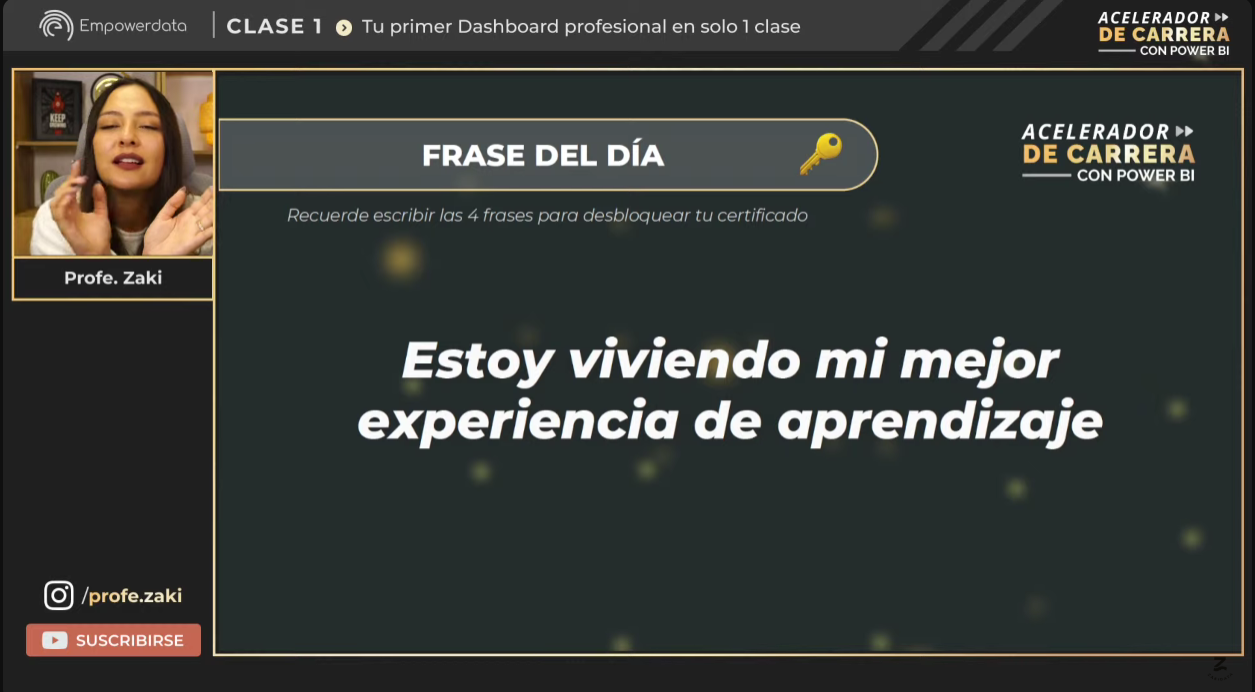 Empowerdata
CLASE 1 Tu primer Dashboard profesional en solo 1 clase
ACELERADOR
DE CARRERA
CON POWER BI
KEEP
Profe. Zaki
FRASE DEL DÍA
Recuerde escribir las 4 frases para desbloquear tu certificado
ACELERADOR
DE CARRERA
CON POWER BI
Estoy viviendo mi mejor
experiencia de aprendizaje
/profe.zaki
SUSCRIBIRSE